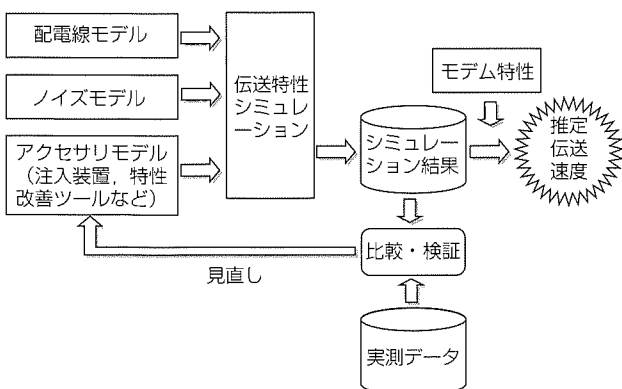 配電線モデル
ノイズモデル
アクセサリモデル
（注入装置，特性
改善ツールなど）
伝送特性
シミュレ
ーション
シミュレー
ション結果
モデム特性
推定
伝送
速度
比較・検証
見直し
実測データ